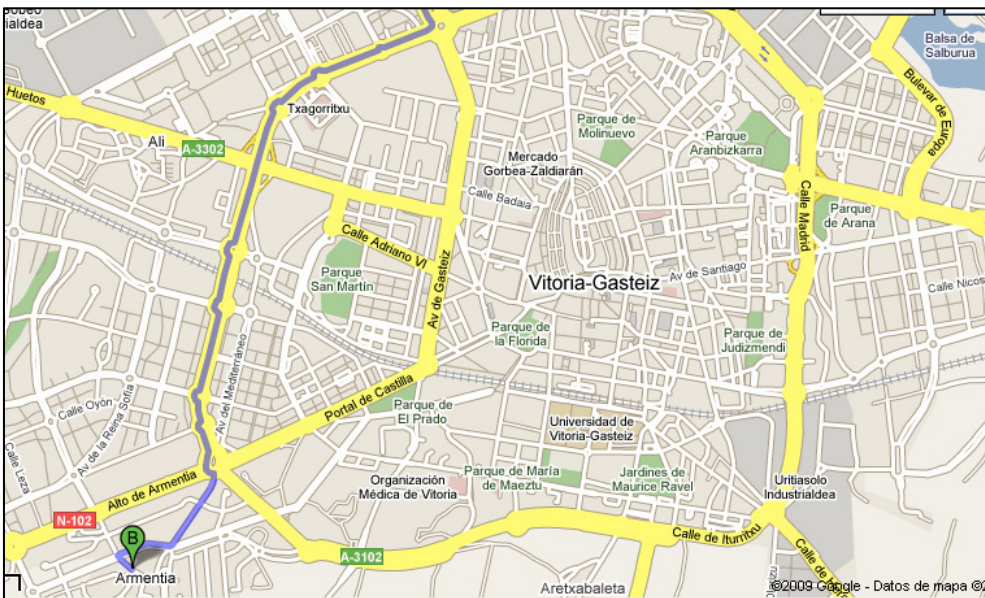 ialdea
Balsa de
Salburua
Huetos
Txagorritxu
Bulevar de Europa
Parque de
Molinuevo
Ali
A-3302
Parque
Aranbizkarra
Mercado
Gorbea-Zaldiarán
Calle Badaia
Calle Madrid
Parque
de Arana
Calle Adriano VI
Parque
San Martín
Av de Gasteiz
Vitoria-Gasteiz
Av de Santiago
Calle Nicos
Parque de
la Florida
Parque de
Judizmendi
Av del Mediterráneo
Portal de Castilla
Calle Oyón
Av de la Reina Sofía
Parque de
El Prado
Universidad de
Vitoria-Gasteiz
Calle Leza
Alto de Armentia
Organización
Médica de Vitoria
Parque de María
de Maeztu
Jardines de
Maurice Ravel
Uritiasolo
Industrialdea
N-102
B
Calle de Iturritxu
A-3102
Armentia
Aretxabaleta
©2009 Google - Datos de mapa ©2